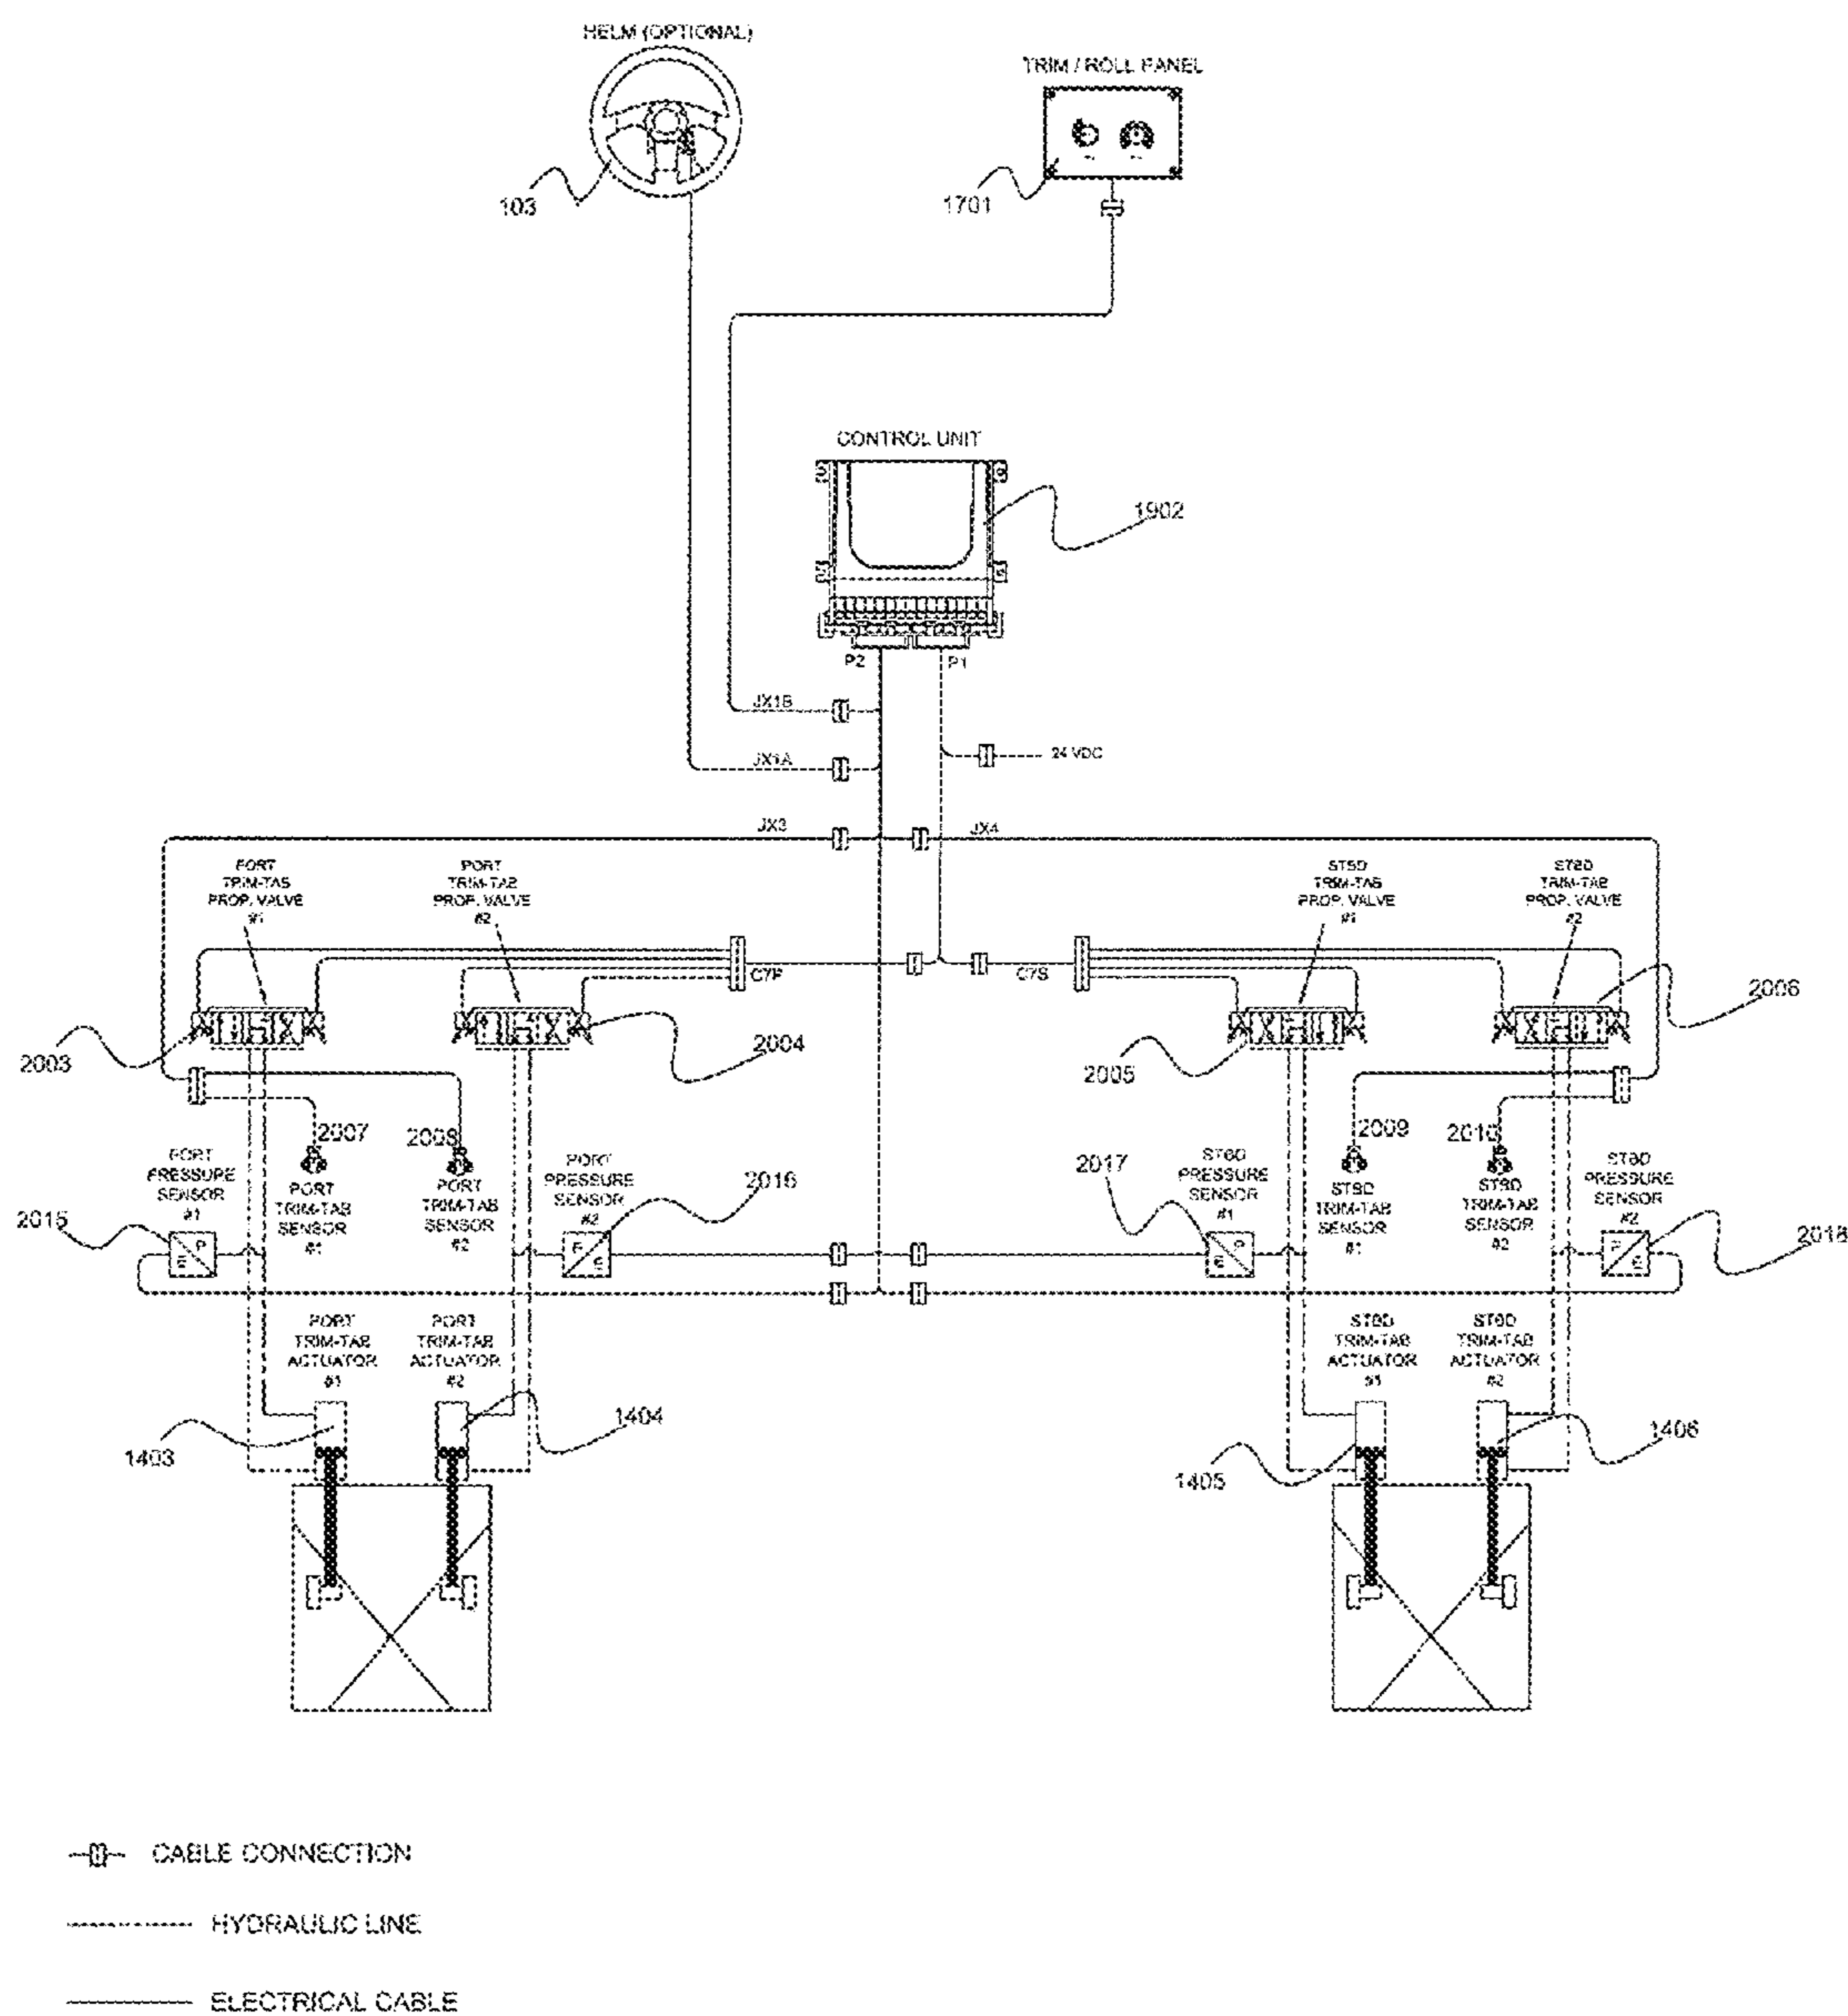 HELM (OPTIONAL)
TRIM / ROLL PANEL
103
1701
CONTROL UNIT
1902
P2
P1
JX1B
JX1A
24 VDC
JX3
JX4
PORT
TRIM-TAB
PROP. VALVE
#1
PORT
TRIM-TAB
PROP. VALVE
#2
STBD
TRIM-TAB
PROP. VALVE
#1
STBD
TRIM-TAB
PROP. VALVE
#2
C7P
C7S
2003
2004
2005
2006
2007
2008
2009
2010
PORT
PRESSURE
SENSOR
#1
PORT
TRIM-TAB
SENSOR
#1
PORT
TRIM-TAB
SENSOR
#2
PORT
PRESSURE
SENSOR
#2
STBD
PRESSURE
SENSOR
#1
STBD
TRIM-TAB
SENSOR
#1
STBD
TRIM-TAB
SENSOR
#2
STBD
PRESSURE
SENSOR
#2
2015
P
E
2016
P
E
2017
P
E
2018
P
E
PORT
TRIM-TAB
ACTUATOR
#1
PORT
TRIM-TAB
ACTUATOR
#2
STBD
TRIM-TAB
ACTUATOR
#1
STBD
TRIM-TAB
ACTUATOR
#2
1403
1404
1405
1406
CABLE CONNECTION
HYDRAULIC LINE
ELECTRICAL CABLE